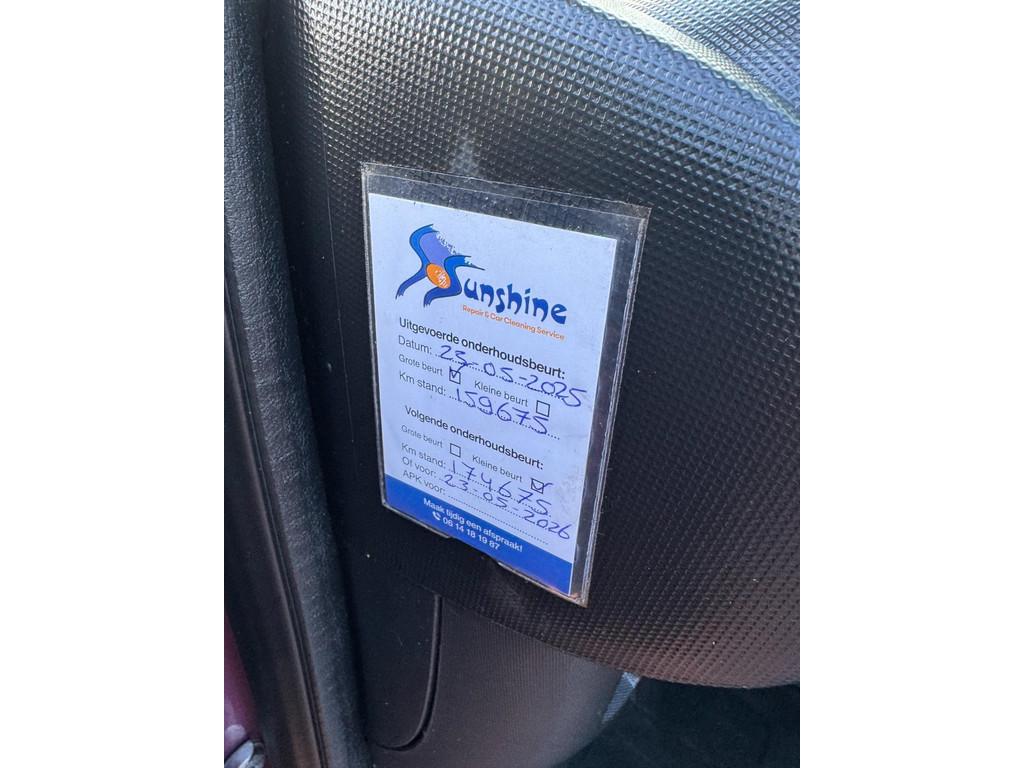 Sunshine
Repair & Car Cleaning Service
Uitgevoerde onderhoudsbeurt:
Datum: 23-05-2025
Grote beurt ☑ Kleine beurt ☐
Km stand: 159675
Volgende onderhoudsbeurt:
Grote beurt ☐ Kleine beurt ☑
Km stand: 174675
Of voor: 23-05-2026
APK voor:
Maak tijdig een afspraak!
06 14 18 19 87